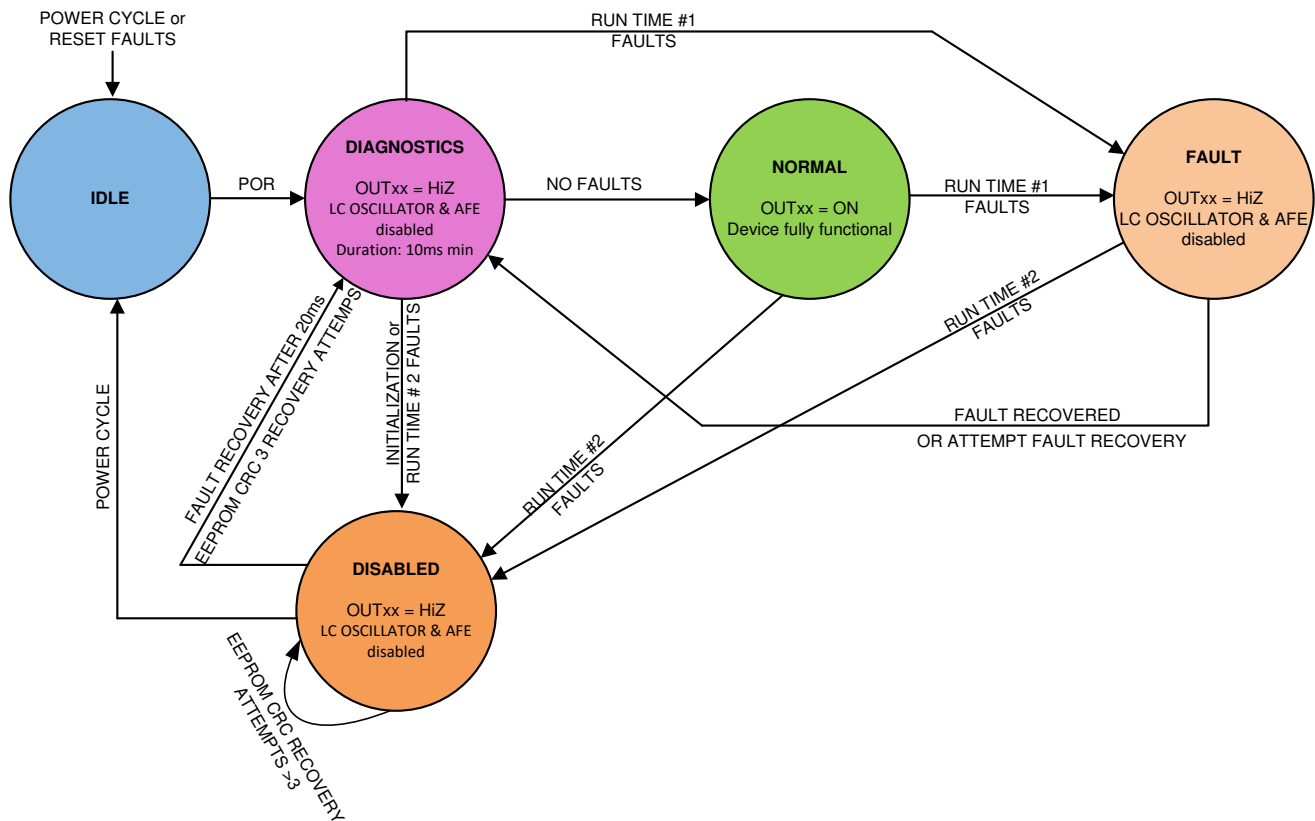 POWER CYCLE or
RESET FAULTS
RUN TIME #1
FAULTS
IDLE
POR
DIAGNOSTICS
OUTxx = HiZ
LC OSCILLATOR & AFE
disabled
Duration: 10ms min
NO FAULTS
NORMAL
OUTxx = ON
Device fully functional
RUN TIME #1
FAULTS
FAULT
OUTxx = HiZ
LC OSCILLATOR & AFE
disabled
RUN TIME #2
FAULTS
FAULT RECOVERED
OR ATTEMPT FAULT RECOVERY
POWER CYCLE
FAULT RECOVERY AFTER 20ms
EEPROM CRC 3 RECOVERY ATTEMPS
INITIALIZATION or
RUN TIME # 2 FAULTS
RUN TIME #2
FAULTS
DISABLED
OUTxx = HiZ
LC OSCILLATOR & AFE
disabled
EEPROM CRC RECOVERY
ATTEMPTS >3